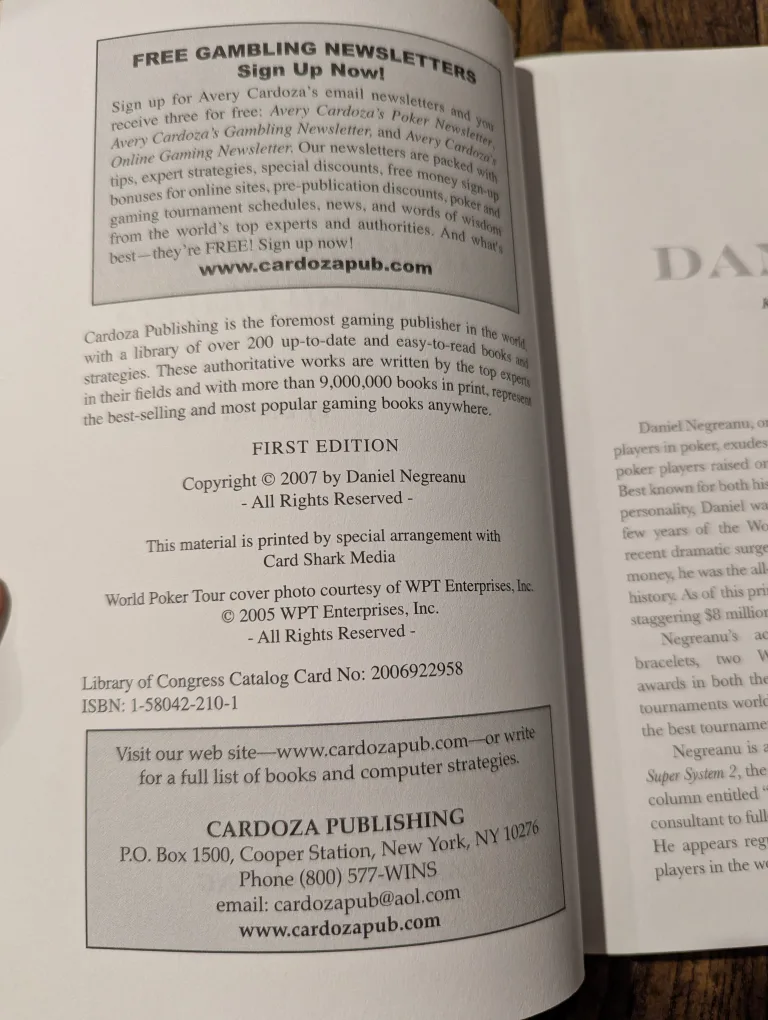 FREE GAMBLING NEWSLETTERS
Sign Up Now!
Sign up for Avery Cardoza's email newsletters and you
receive three for free: Avery Cardoza's Poker Newsletter,
Avery Cardoza's Gambling Newsletter, and Avery Cardoza's
Online Gaming Newsletter. Our newsletters are packed with
tips, expert strategies, special discounts, free money sign-up
bonuses for online sites, pre-publication discounts, poker and
gaming tournament schedules, news, and words of wisdom
from the world's top experts and authorities. And what's
best—they're FREE! Sign up now!
www.cardozapub.com
Cardoza Publishing is the foremost gaming publisher in the world,
with a library of over 200 up-to-date and easy-to-read books and
strategies. These authoritative works are written by the top experts
in their fields and with more than 9,000,000 books in print, represent
the best-selling and most popular gaming books anywhere.
FIRST EDITION
Copyright © 2007 by Daniel Negreanu
- All Rights Reserved -
This material is printed by special arrangement with
Card Shark Media
World Poker Tour cover photo courtesy of WPT Enterprises, Inc.
© 2005 WPT Enterprises, Inc.
- All Rights Reserved -
Library of Congress Catalog Card No: 2006922958
ISBN: 1-58042-210-1
Visit our web site—www.cardozapub.com—or write
for a full list of books and computer strategies.
CARDOZA PUBLISHING
P.O. Box 1500, Cooper Station, New York, NY 10276
Phone (800) 577-WINS
email: cardozapub@aol.com
www.cardozapub.com
DAN
Daniel Negreanu, 
players in poker, exudes
poker players raised
Best known for both his
personality, Daniel
few years of the
recent dramatic
money, he was the
history. As of this
staggering $8 million
Negreanu's
bracelets, two
awards in both the
tournaments
the best
Negreanu is
Super System 2, the
column entitled
consultant to
He appears
players in the